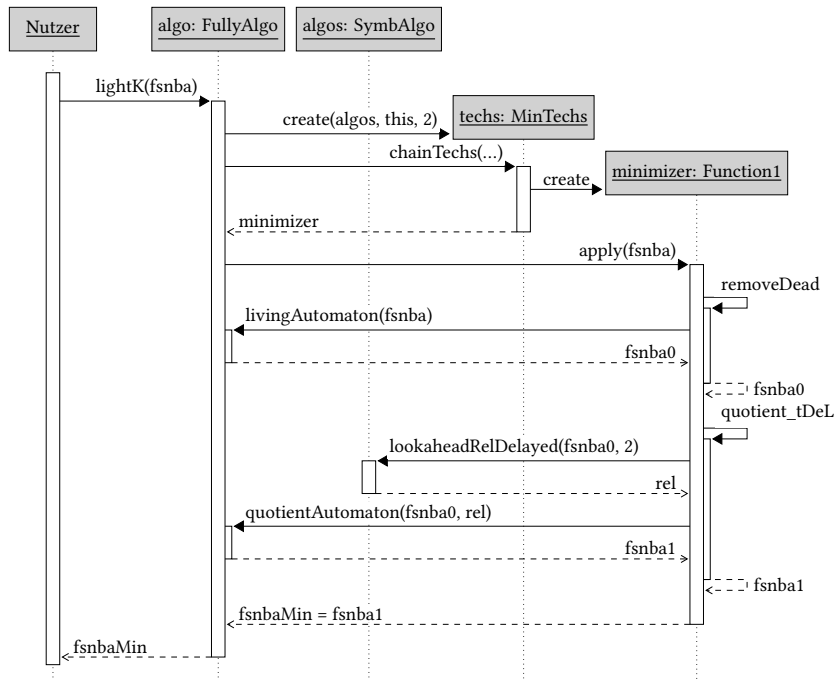 Nutzer
algo: FullyAlgo
algos: SymbAlgo
lightK(fsnba)
create(algos, this, 2)
techs: MinTechs
chainTechs(...)
create
minimizer: Function1
minimizer
apply(fsnba)
removeDead
livingAutomaton(fsnba)
fsnba0
fsnba0
quotient_tDeL
lookaheadRelDelayed(fsnba0, 2)
rel
quotientAutomaton(fsnba0, rel)
fsnba1
fsnba1
fsnbaMin = fsnba1
fsnbaMin